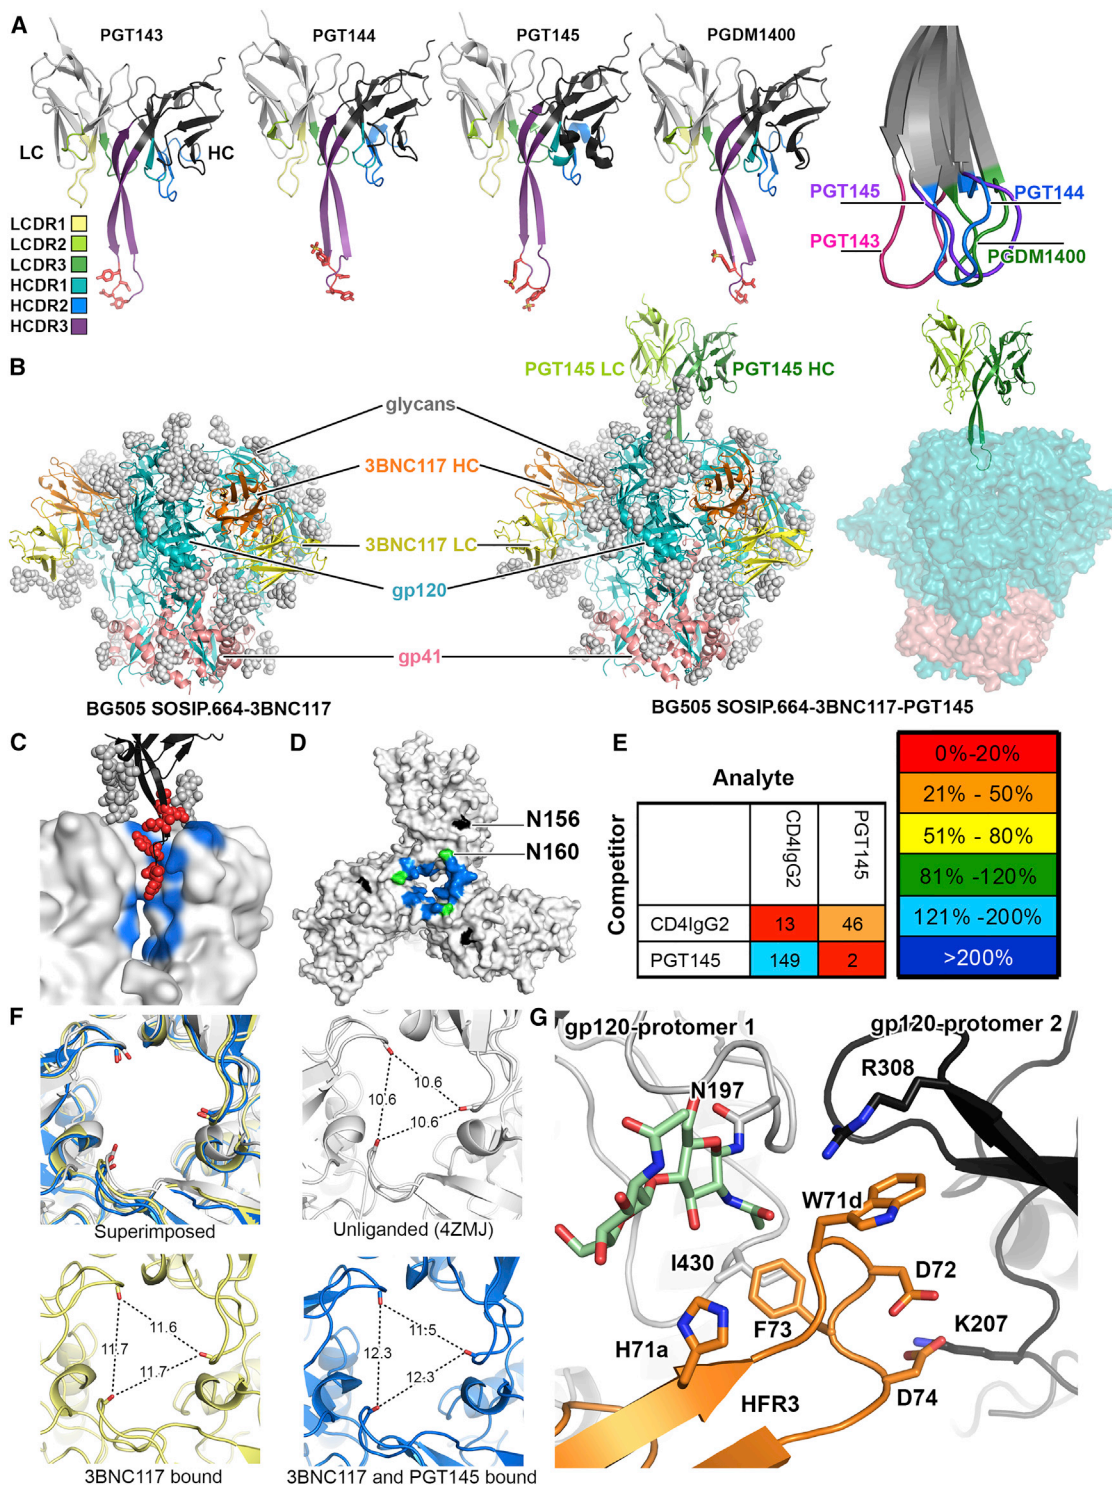 A
PGT143
PGT144
PGT145
PGDM1400
LC
HC
LCDR1
LCDR2
LCDR3
HCDR1
HCDR2
HCDR3
PGT145
PGT144
PGT143
PGDM1400
B
PGT145 LC
PGT145 HC
glycans
3BNC117 HC
3BNC117 LC
gp120
gp41
BG505 SOSIP.664-3BNC117
BG505 SOSIP.664-3BNC117-PGT145
C
D
N156
N160
E
Analyte
Competitor
CD4IgG2
PGT145
CD4IgG2
13
46
PGT145
149
2
0%-20%
21% - 50%
51% - 80%
81% -120%
121% -200%
>200%
F
Superimposed
10.6
10.6
10.6
Unliganded (4ZMJ)
11.6
11.7
11.7
3BNC117 bound
11.5
12.3
12.3
3BNC117 and PGT145 bound
G
gp120-protomer 1
gp120-protomer 2
R308
N197
W71d
I430
D72
F73
K207
H71a
D74
HFR3